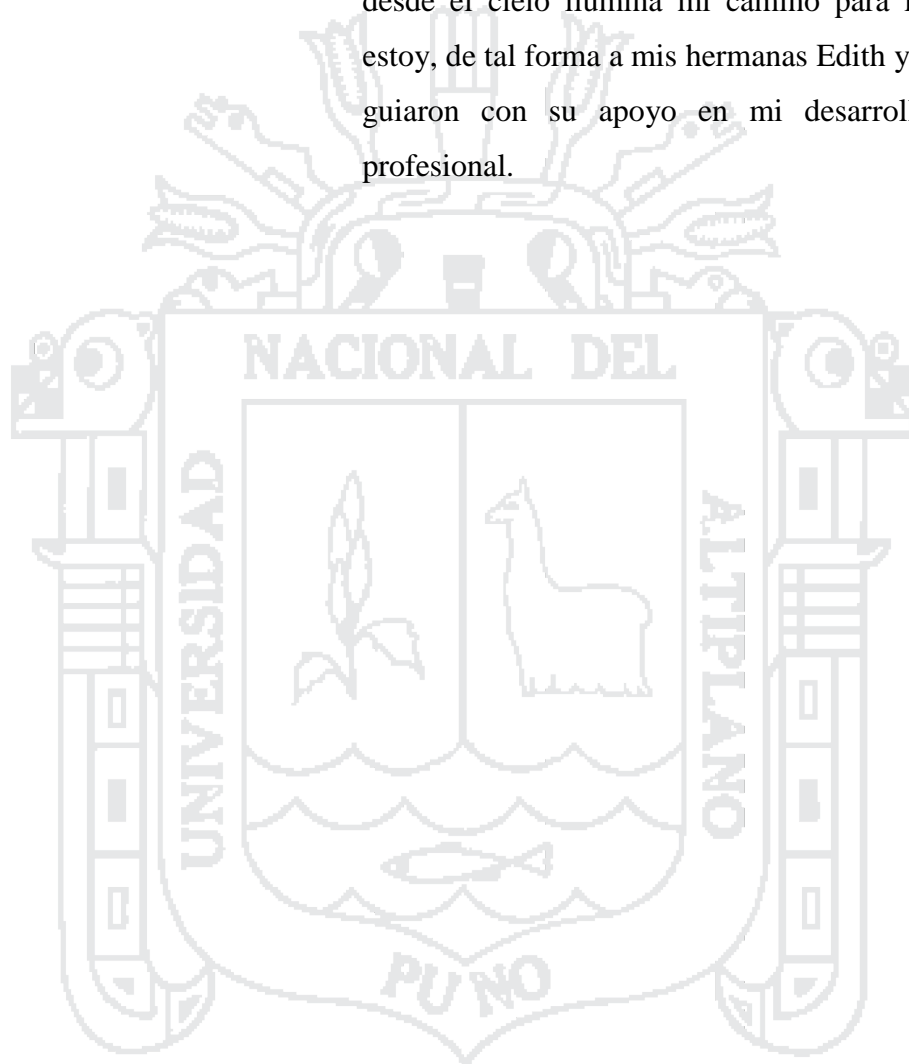 desde el cielo ilumina mi camino para
estoy, de tal forma a mis hermanas Edith y
guiaron con su apoyo en mi
profesional.
NACIONAL DEL
UNIVERSIDAD
ALTIPLANO
PUNO